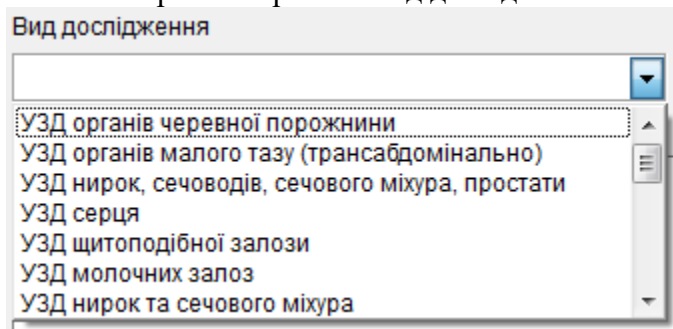 Вид дослідження
УЗД органів черевної порожнини
УЗД органів малого тазу (трансабдомінально)
УЗД нирок, сечоводів, сечового міхура, простати
УЗД серця
УЗД щитоподібної залози
УЗД молочних залоз
УЗД нирок та сечового міхура